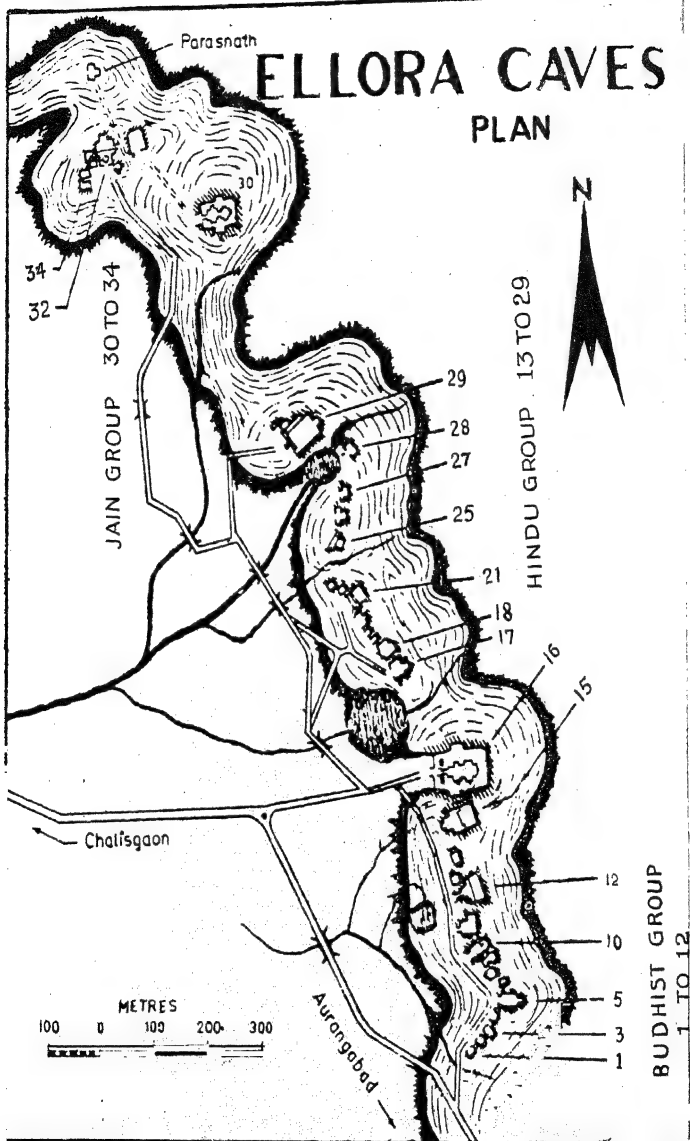 Parasnath
ELLORA CAVES
PLAN
N
30
34
32
JAIN GROUP 30 TO 34
HINDU GROUP 13 TO 29
29
28
27
25
21
18
17
16
15
Chalisgaon
12
10
5
3
1
BUDHIST GROUP
1 TO 12
METRES
100 0 100 200 300
Aurangabad